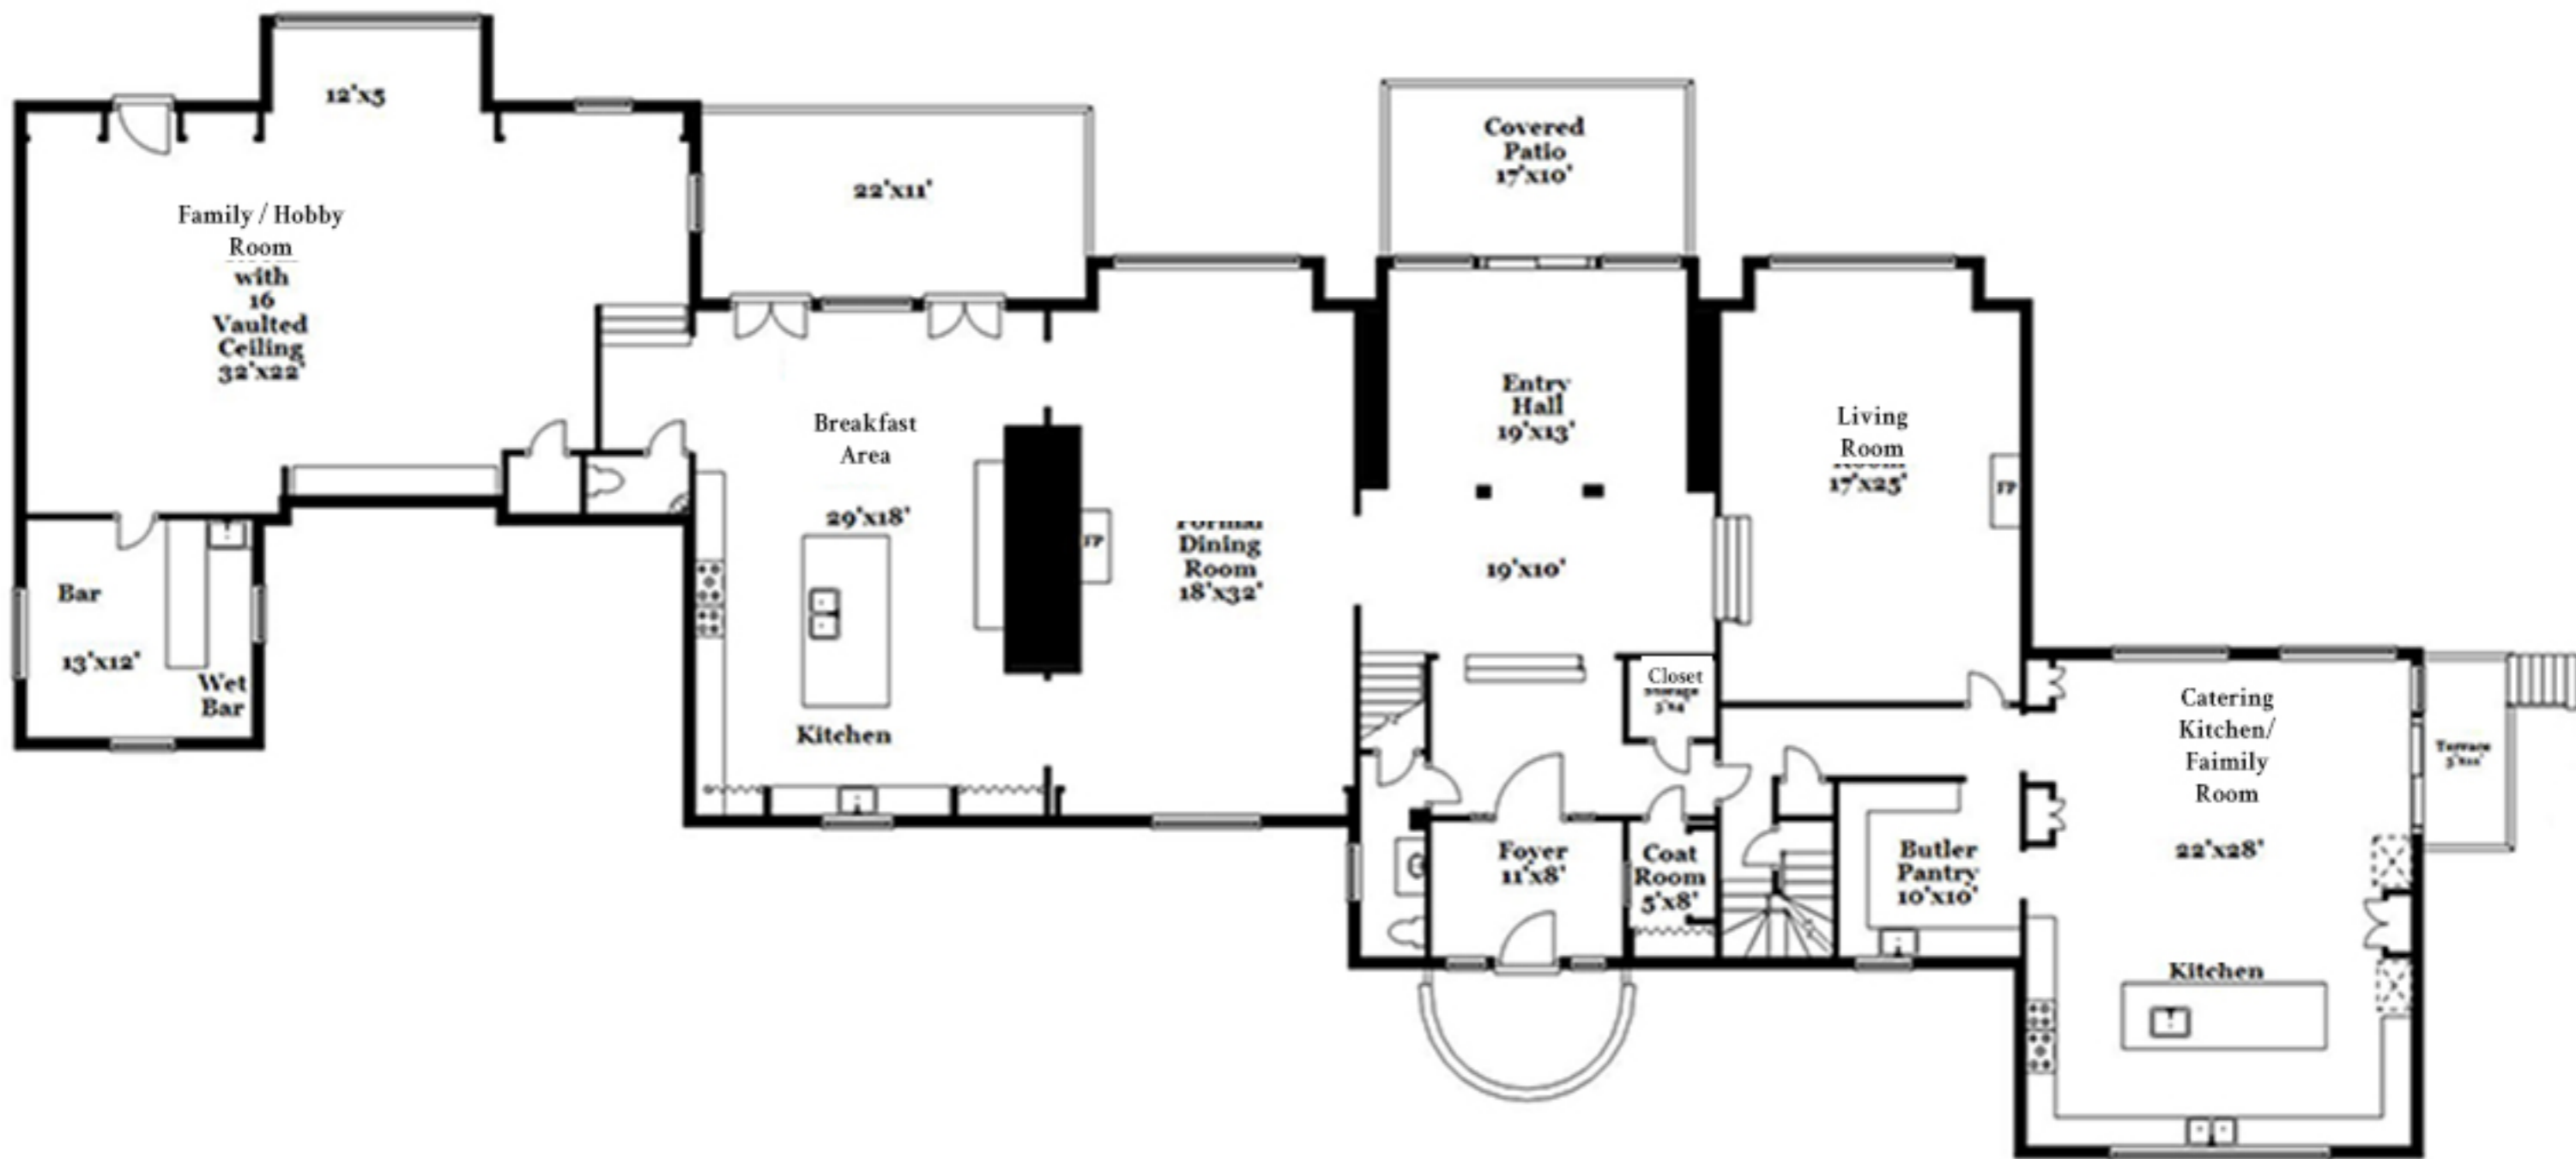 12'x5
Family / Hobby
Room
with
16
Vaulted
Ceiling
32'x22'
Bar
13'x12'
Wet
Bar
22'x11'
Breakfast
Area
29'x18'
Kitchen
FP
Formal
Dining
Room
18'x32'
Covered
Patio
17'x10'
Entry
Hall
19'x13'
19'x10'
Living
Room
17'x25'
FP
Closet
Storage
Foyer
11'x8'
Coat
Room
5'x8'
Butler
Pantry
10'x10'
Catering
Kitchen/
Faimily
Room
22'x28'
Kitchen
Terrace